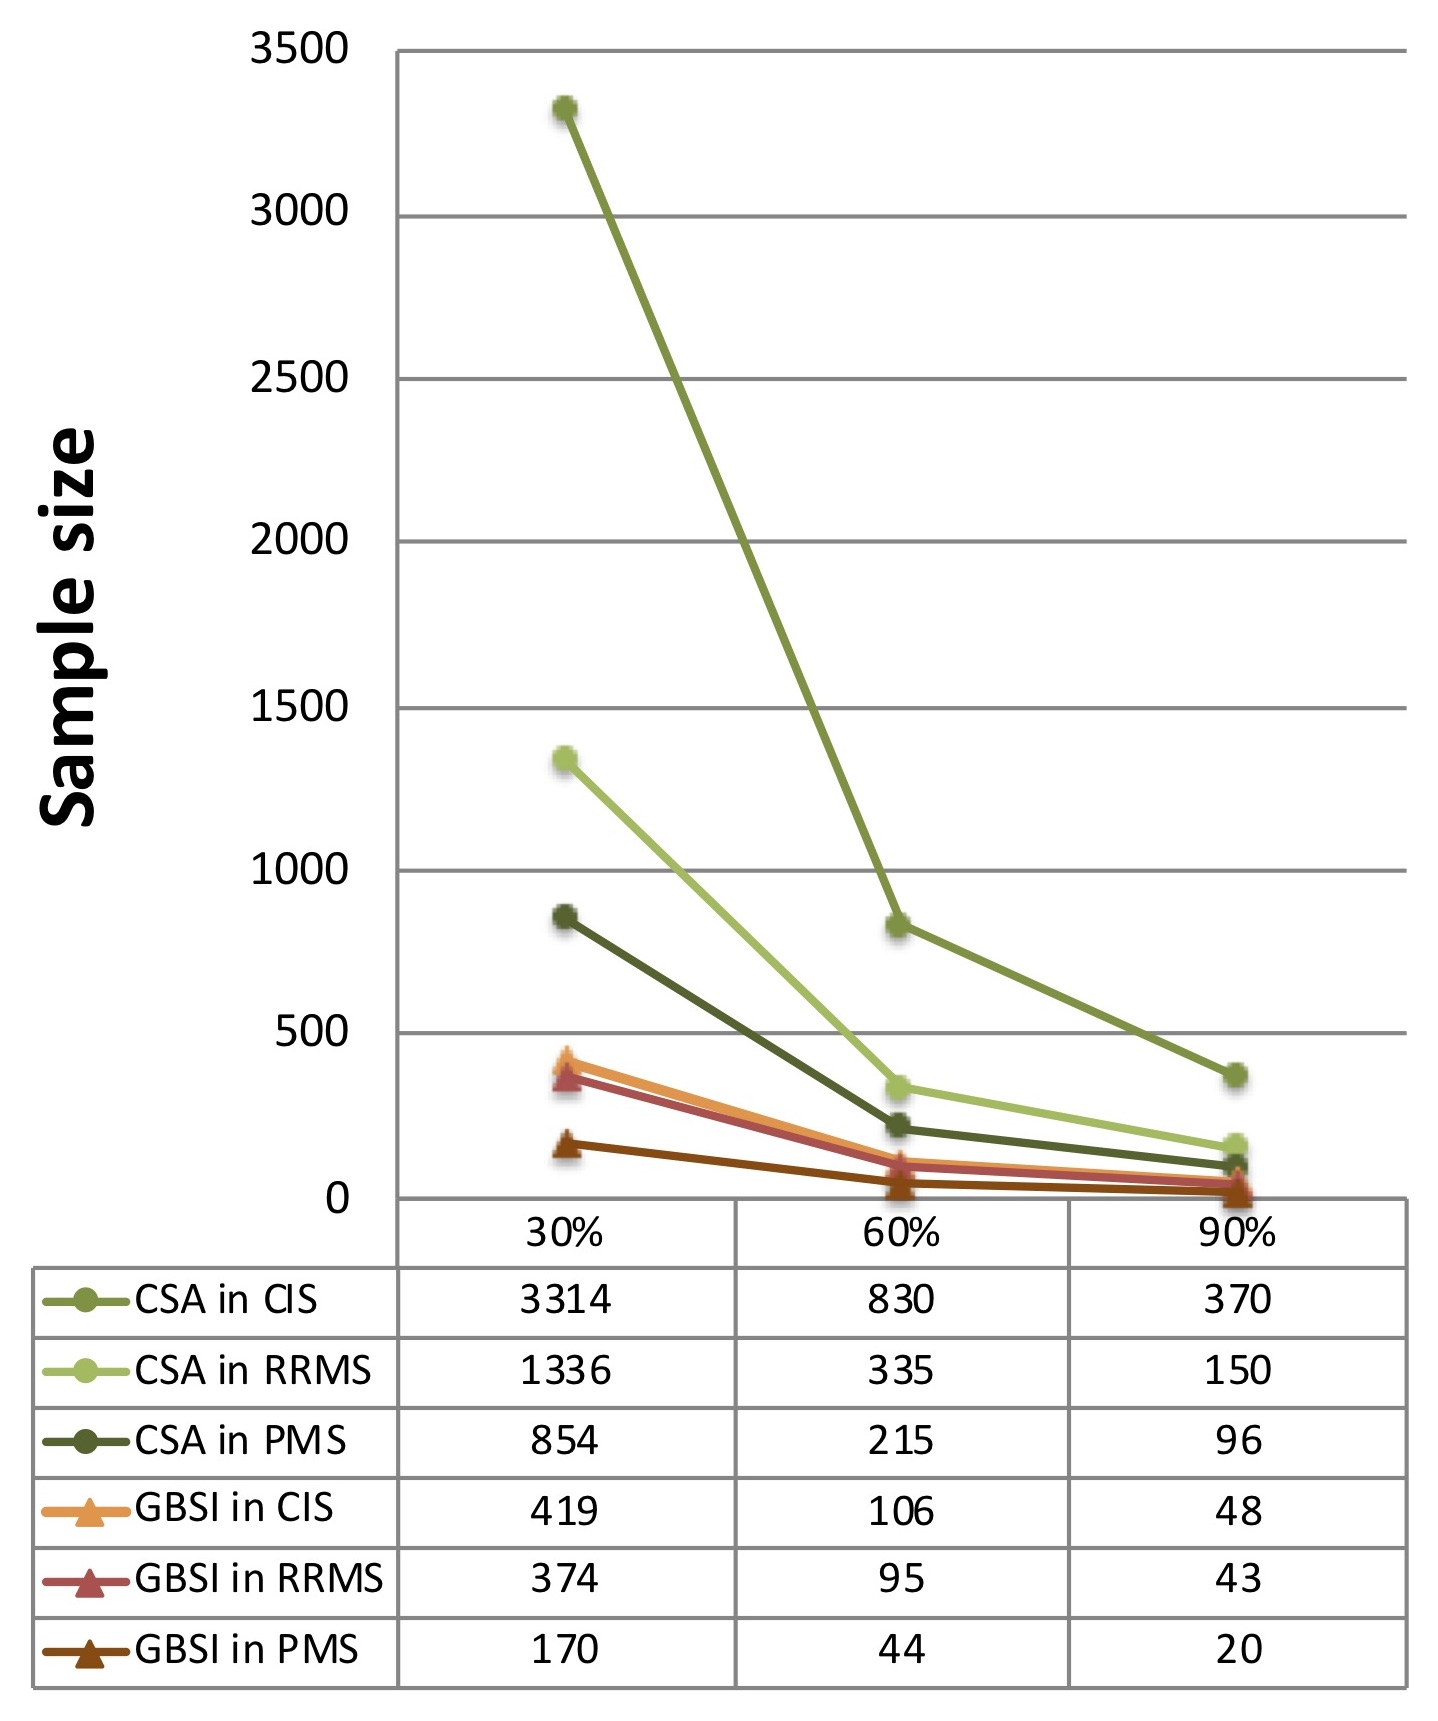 3500
3000
2500
2000
1500
1000
500
0
Sample size
30% 60% 90%
CSA in CIS 3314 830 370
CSA in RRMS 1336 335 150
CSA in PMS 854 215 96
GBSI in CIS 419 106 48
GBSI in RRMS 374 95 43
GBSI in PMS 170 44 20